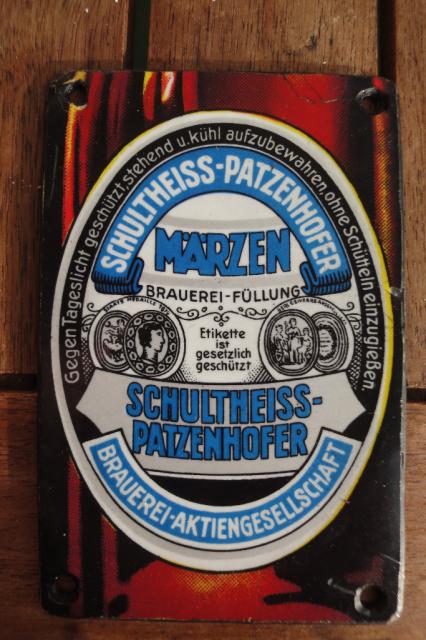 Gegen Tageslicht geschützt, stehend u. kühl aufzubewahren, ohne Schütteln einzugießen
SCHULTHEISS-PATZENHOFER
MÄRZEN
BRAUEREI-FÜLLUNG
Etikette
ist
gesetzlich
geschützt
SCHULTHEISS-
PATZENHOFER
BRAUEREI-AKTIENGESELLSCHAFT